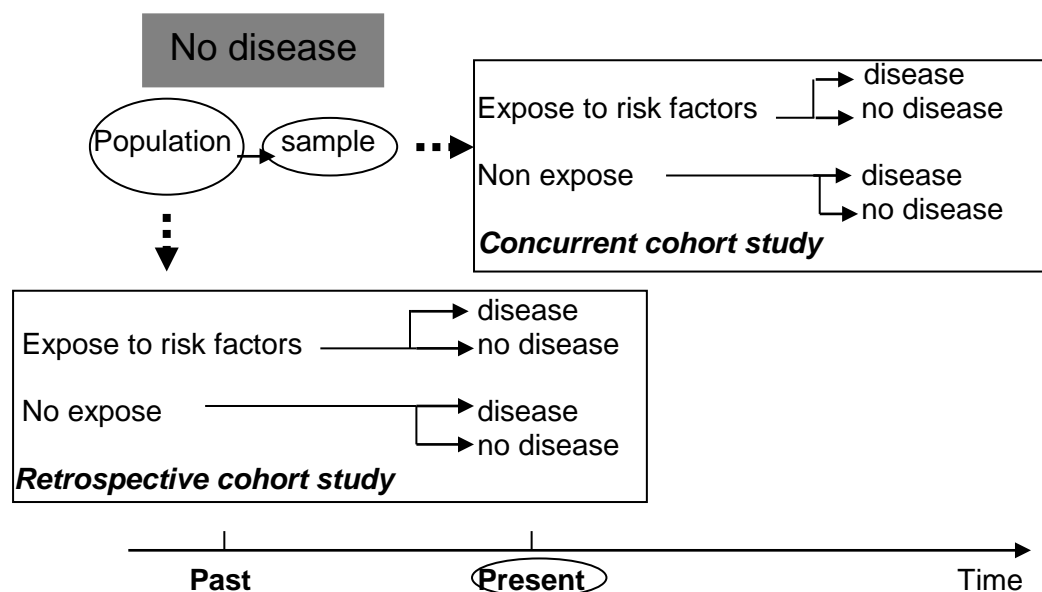 No disease
Population
sample
Expose to risk factors
disease
no disease
Non expose
disease
no disease
Concurrent cohort study
Expose to risk factors
disease
no disease
No expose
disease
no disease
Retrospective cohort study
Past
Present
Time